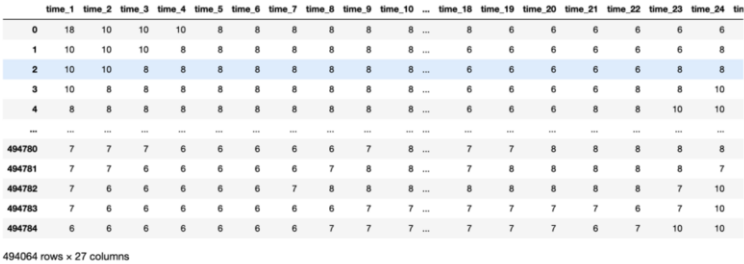 time_1 time_2 time_3 time_4 time_5 time_6 time_7 time_8 time_9 time_10 ... time_18 time_19 time_20 time_21 time_22 time_23 time_24
0 18 10 10 10 8 8 8 8 8 8 ... 8 6 6 6 6 6 6
1 10 10 10 8 8 8 8 8 8 8 ... 6 6 6 6 6 6 8
2 10 10 8 8 8 8 8 8 8 8 ... 6 6 6 6 6 8 8
3 10 8 8 8 8 8 8 8 8 8 ... 6 6 6 6 8 8 10
4 8 8 8 8 8 8 8 8 8 8 ... 6 6 6 8 8 10 10
... ... ... ... ... ... ... ... ... ... ... ... ... ... ... ... ... ... ...
494780 7 7 7 6 6 6 6 6 7 8 ... 7 7 8 8 8 8 8
494781 7 7 6 6 6 6 6 7 8 8 ... 7 8 8 8 8 8 7
494782 7 6 6 6 6 6 7 8 8 8 ... 8 8 8 8 8 7 10
494783 7 6 6 6 6 6 6 6 7 7 ... 7 7 7 7 6 7 10
494784 6 6 6 6 6 6 6 7 7 7 ... 7 7 7 6 7 10 10
494064 rows × 27 columns